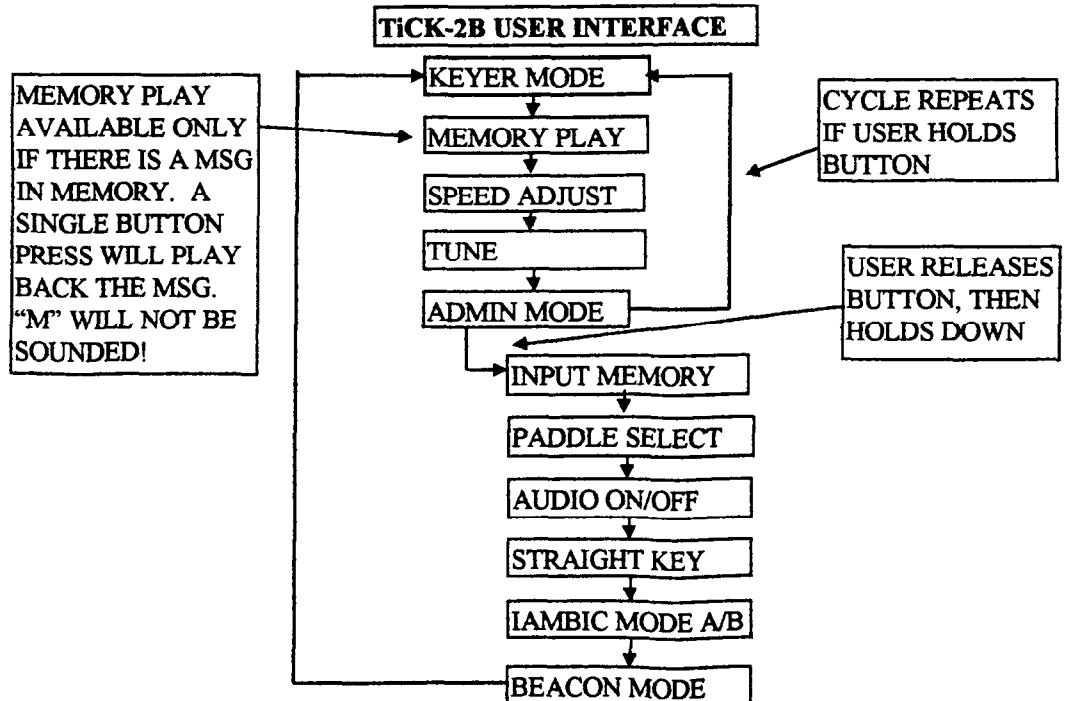 TiCK-2B USER INTERFACE
KEYER MODE
MEMORY PLAY
AVAILABLE ONLY
IF THERE IS A MSG
IN MEMORY. A
SINGLE BUTTON
PRESS WILL PLAY
BACK THE MSG.
“M” WILL NOT BE
SOUNDED!
MEMORY PLAY
SPEED ADJUST
TUNE
ADMIN MODE
CYCLE REPEATS
IF USER HOLDS
BUTTON
USER RELEASES
BUTTON, THEN
HOLDS DOWN
INPUT MEMORY
PADDLE SELECT
AUDIO ON/OFF
STRAIGHT KEY
IAMBIC MODE A/B
BEACON MODE